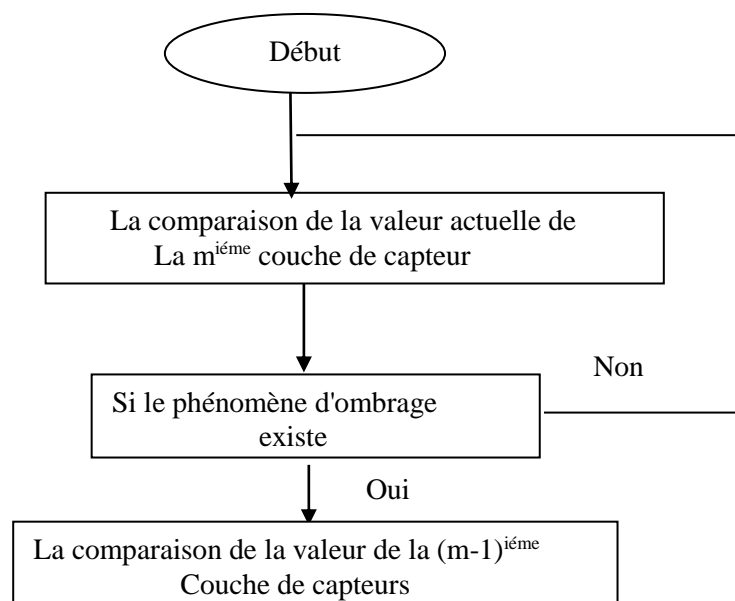 Début
La comparaison de la valeur actuelle de
La miéme couche de capteur
Non
Si le phénomène d'ombrage
existe
Oui
La comparaison de la valeur de la (m-1)iéme
Couche de capteurs